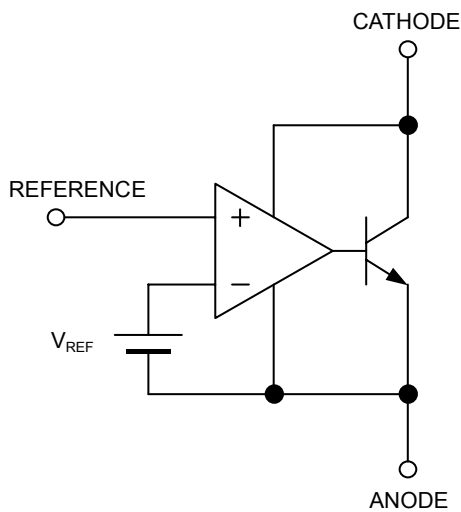 CATHODE
REFERENCE
+
−
VREF
ANODE